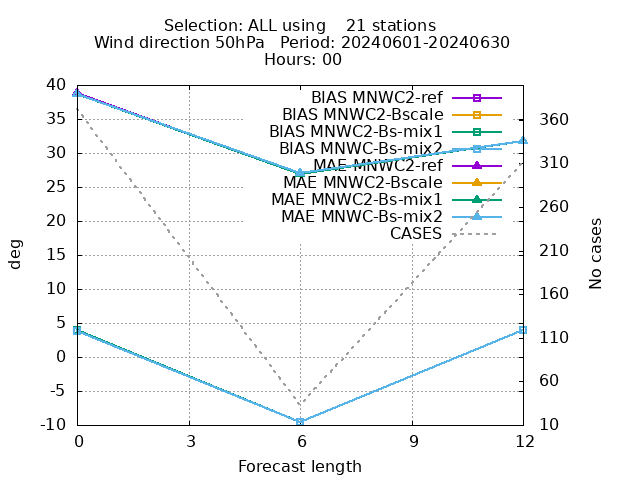 Selection: ALL using    21 stations
Wind direction 50hPa   Period: 20240601-20240630
Hours: 00
40
35
30
25
20
15
10
5
0
-5
-10
deg
BIAS MNWC2-ref
BIAS MNWC2-Bscale
BIAS MNWC2-Bs-mix1
BIAS MNWC-Bs-mix2
MAE MNWC2-ref
MAE MNWC2-Bscale
MAE MNWC2-Bs-mix1
MAE MNWC-Bs-mix2
CASES
360
310
260
210
160
110
60
10
No cases
0 3 6 9 12
Forecast length